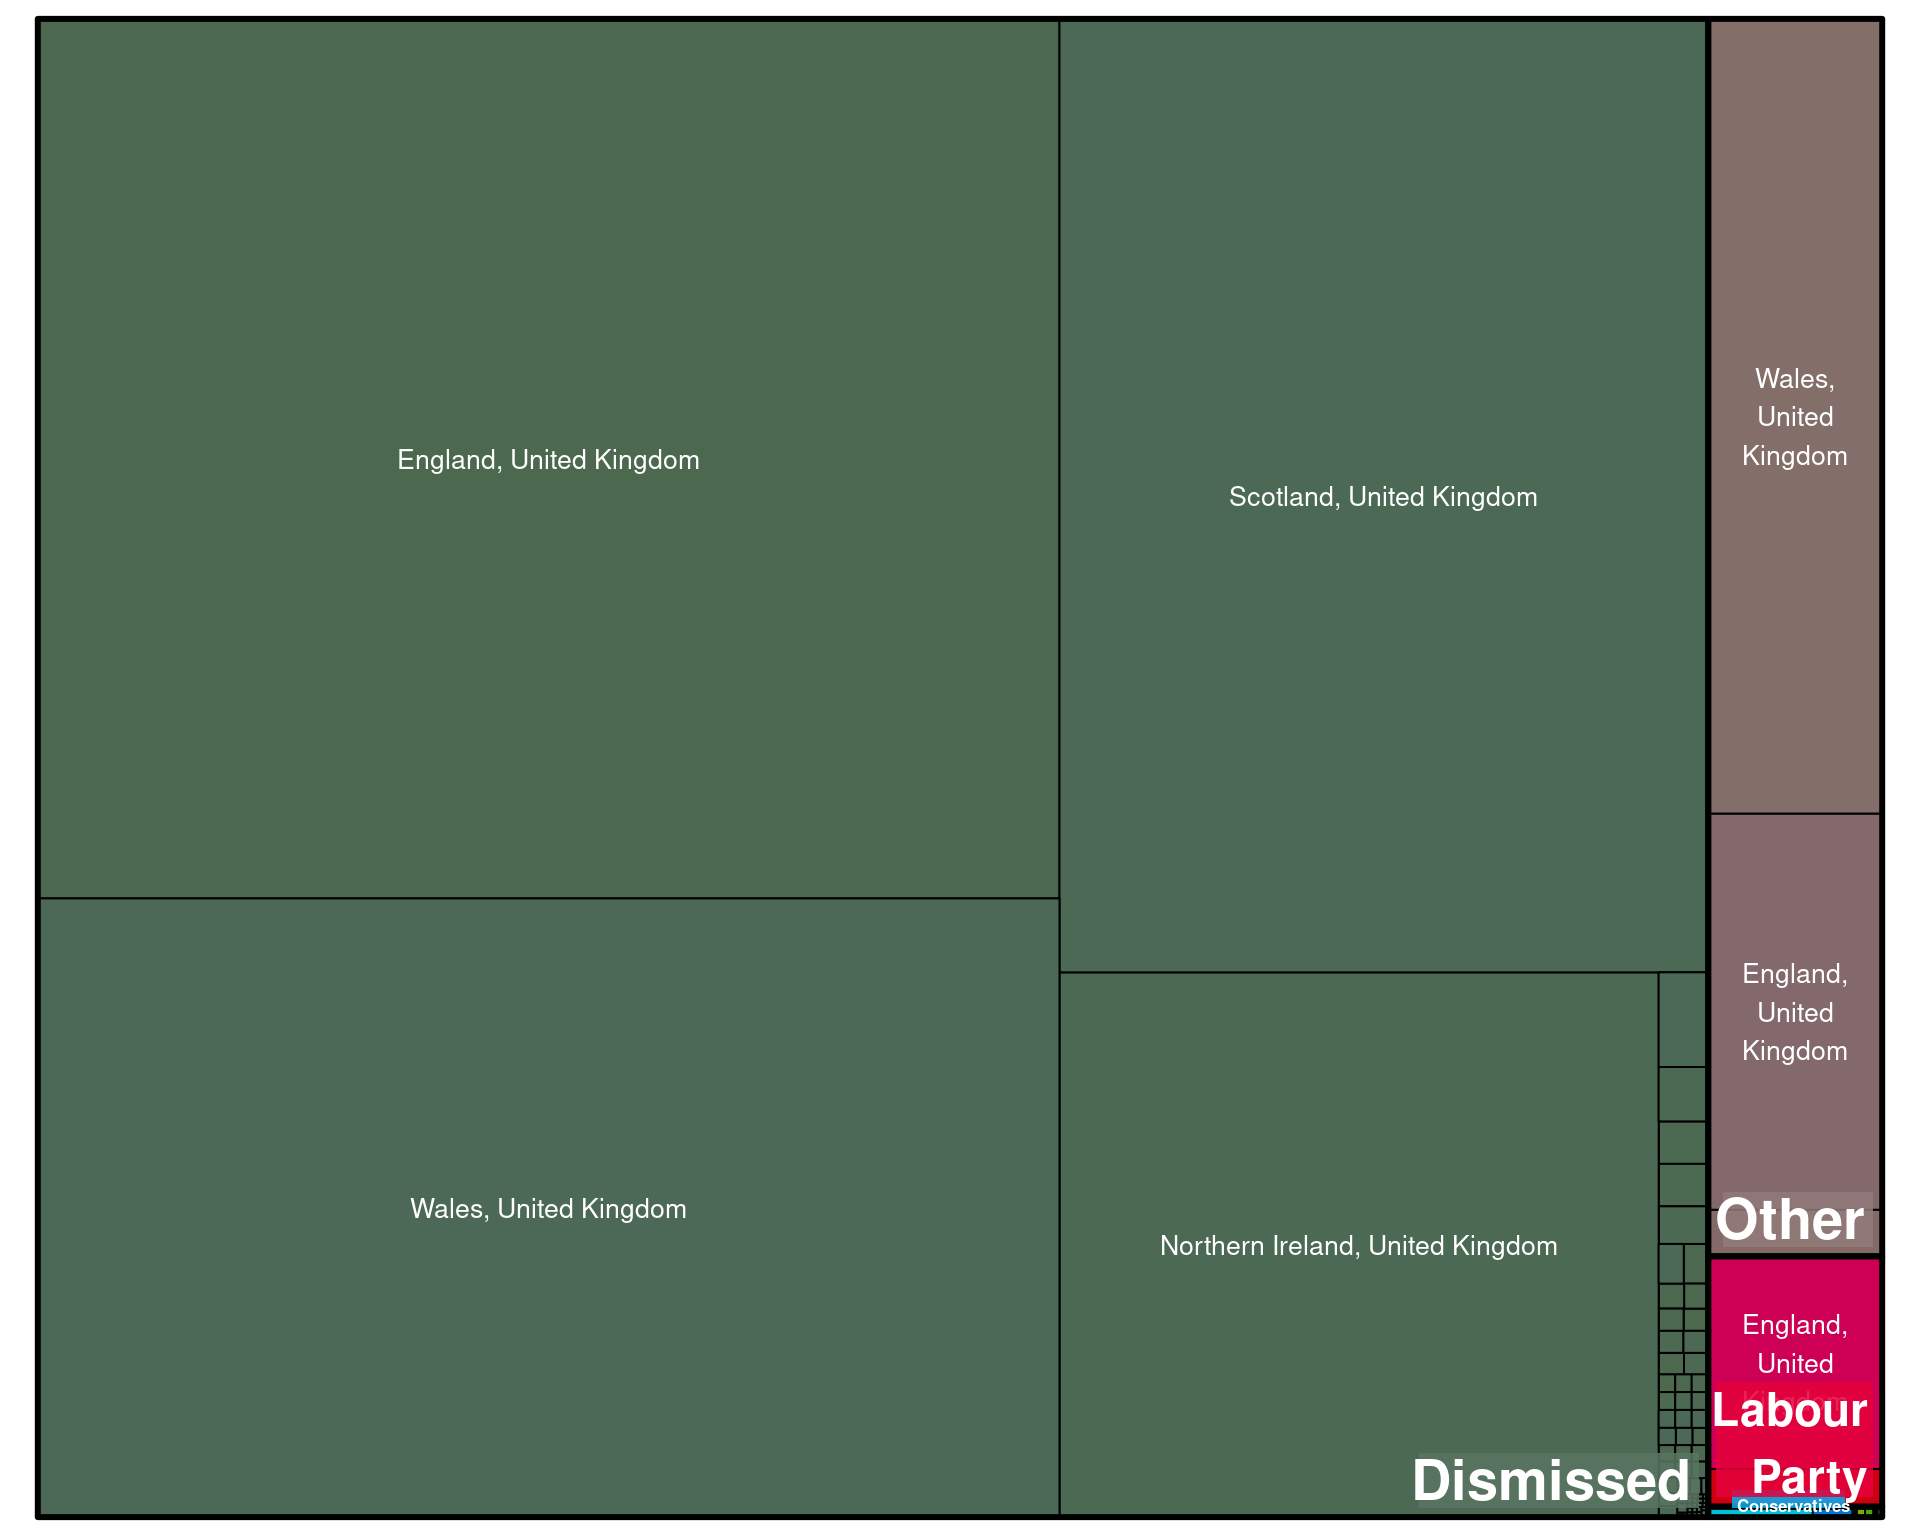 England, United Kingdom
Scotland, United Kingdom
Wales, United Kingdom
Northern Ireland, United Kingdom
Dismissed
Wales,
United
Kingdom
England,
United
Kingdom
Other
England,
United
Kingdom
Labour
Party
Conservatives